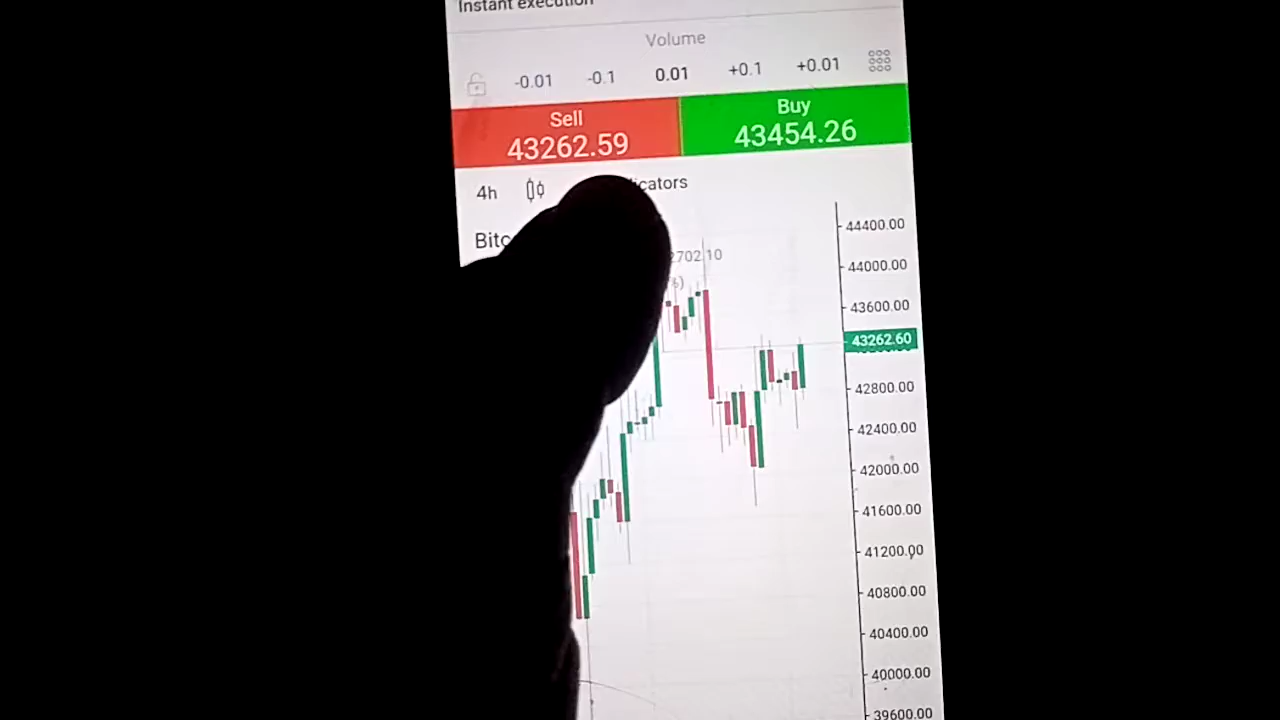 Instant execution
Volume
-0.01 -0.1 0.01 +0.1 +0.01
Sell Buy
43262.59 43454.26
4h
44400.00
44000.00
43600.00
43262.60
42800.00
42400.00
42000.00
41600.00
41200.00
40800.00
40400.00
40000.00
39600.00